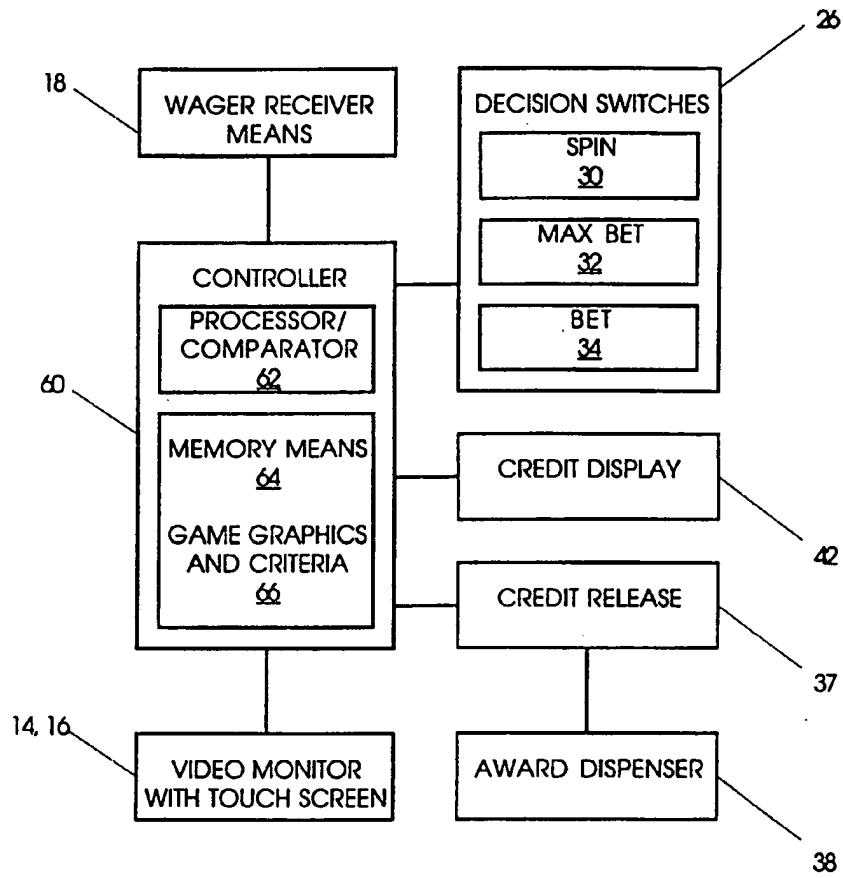 26
18
WAGER RECEIVER
MEANS
DECISION SWITCHES
SPIN
30
MAX BET
32
BET
34
CONTROLLER
PROCESSOR/
COMPARATOR
62
60
MEMORY MEANS
64
GAME GRAPHICS
AND CRITERIA
66
CREDIT DISPLAY
42
CREDIT RELEASE
37
14, 16
VIDEO MONITOR
WITH TOUCH SCREEN
AWARD DISPENSER
38